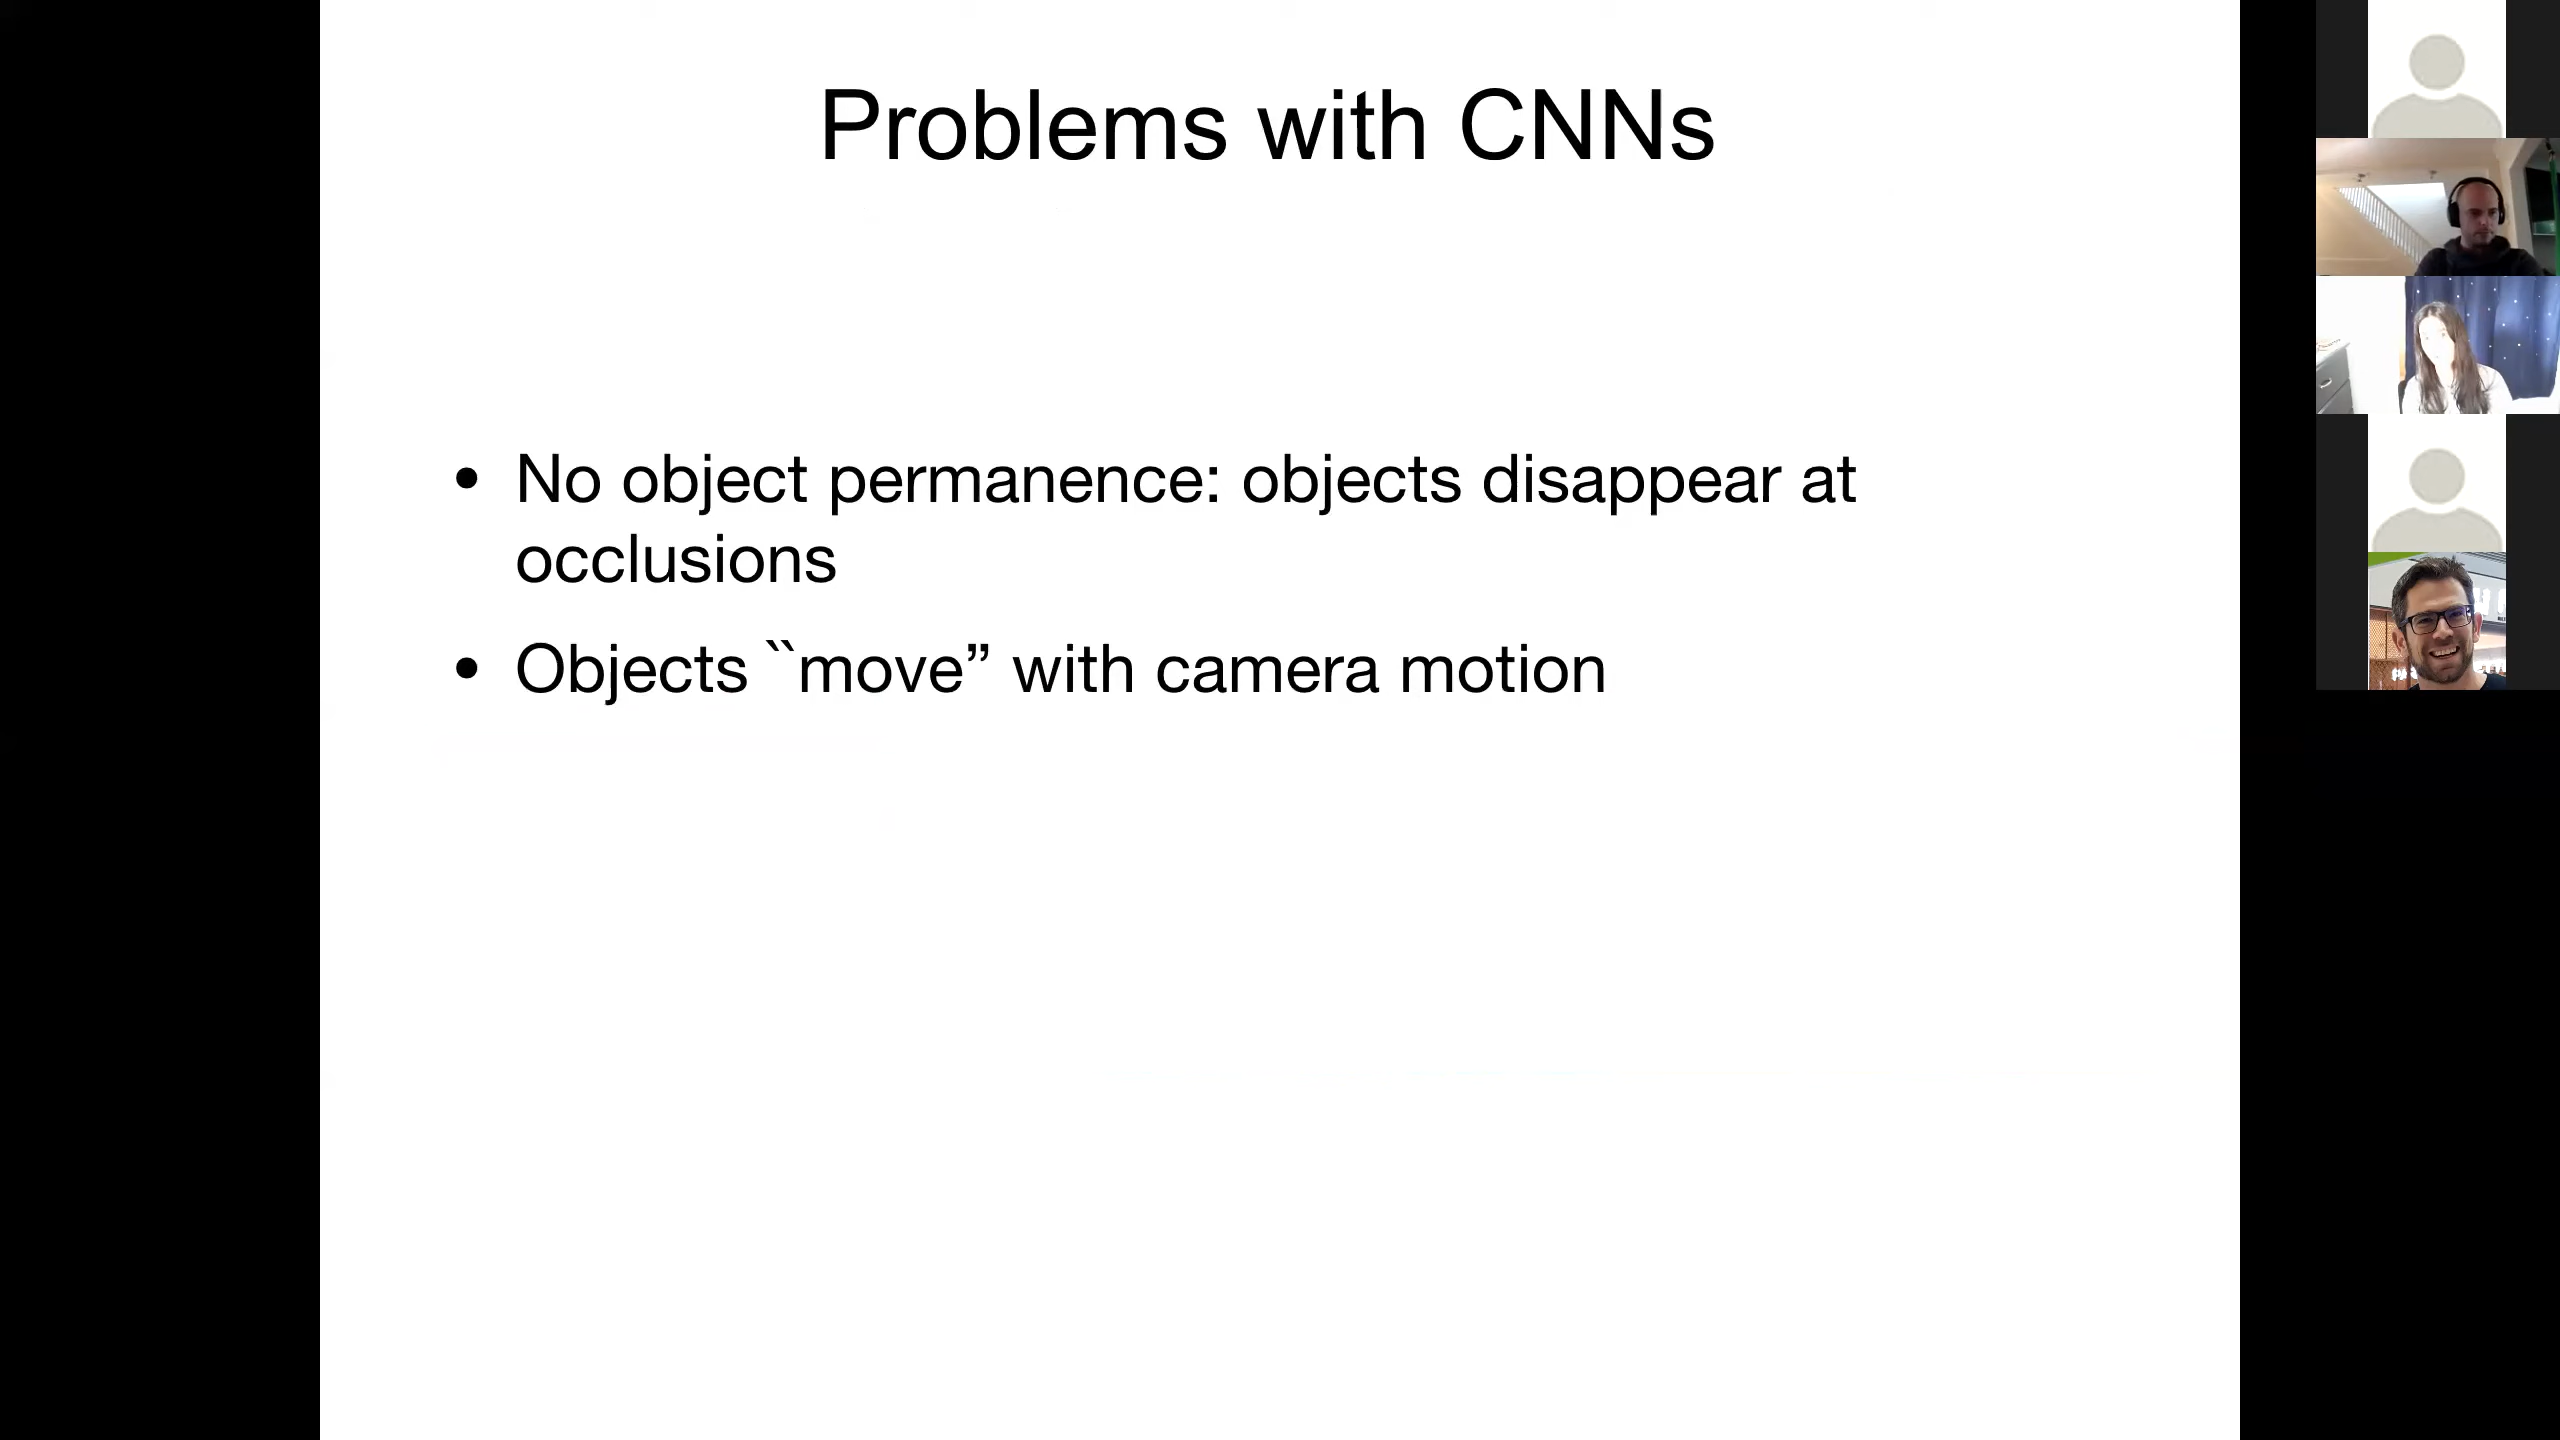 Problems with CNNs
• No object permanence: objects disappear at
occlusions
• Objects ``move” with camera motion